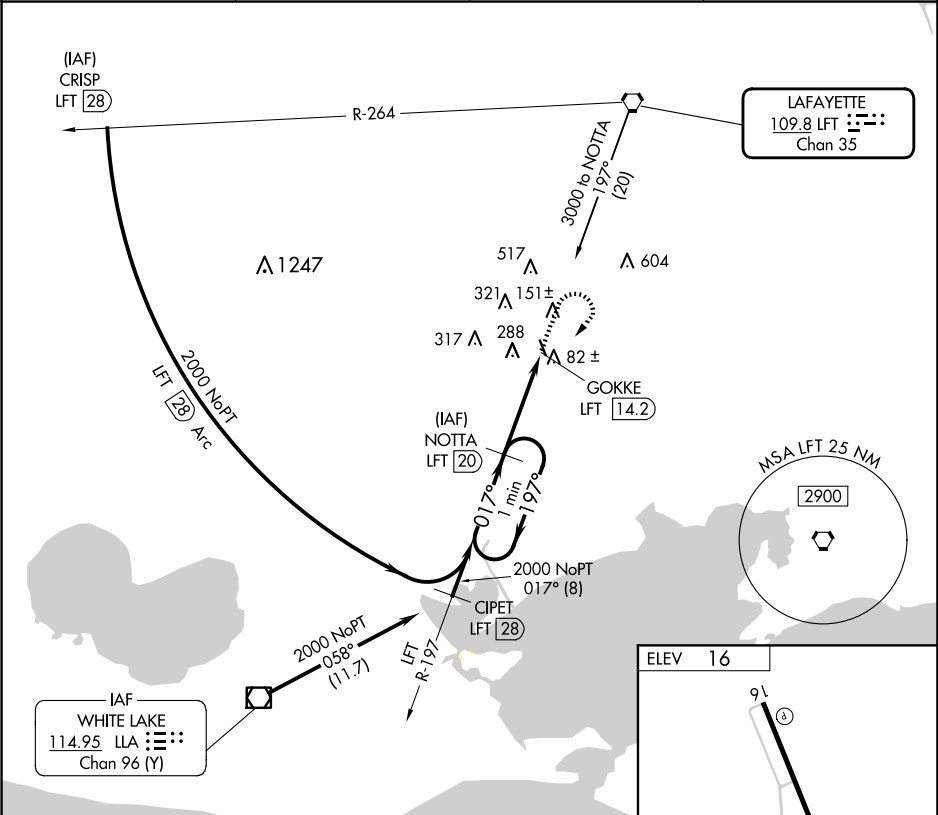 (IAF)
CRISP
LFT 28
R-264
LAFAYETTE
109.8 LFT
Chan 35
3000 to NOTTA
197°
(20)
1247
517
604
321
151±
317
288
82 ±
GOKKE
LFT 14.2
2000 NoPT
LFT 28 Arc
(IAF)
NOTTA
LFT 20
MSA LFT 25 NM
2900
017°
1 min
197°
2000 NoPT
017° (8)
CIPET
LFT 28
2000 NoPT
058°
(11.7)
LFT
R-197
IAF
WHITE LAKE
114.95 LLA
Chan 96 (Y)
ELEV 16
16
P